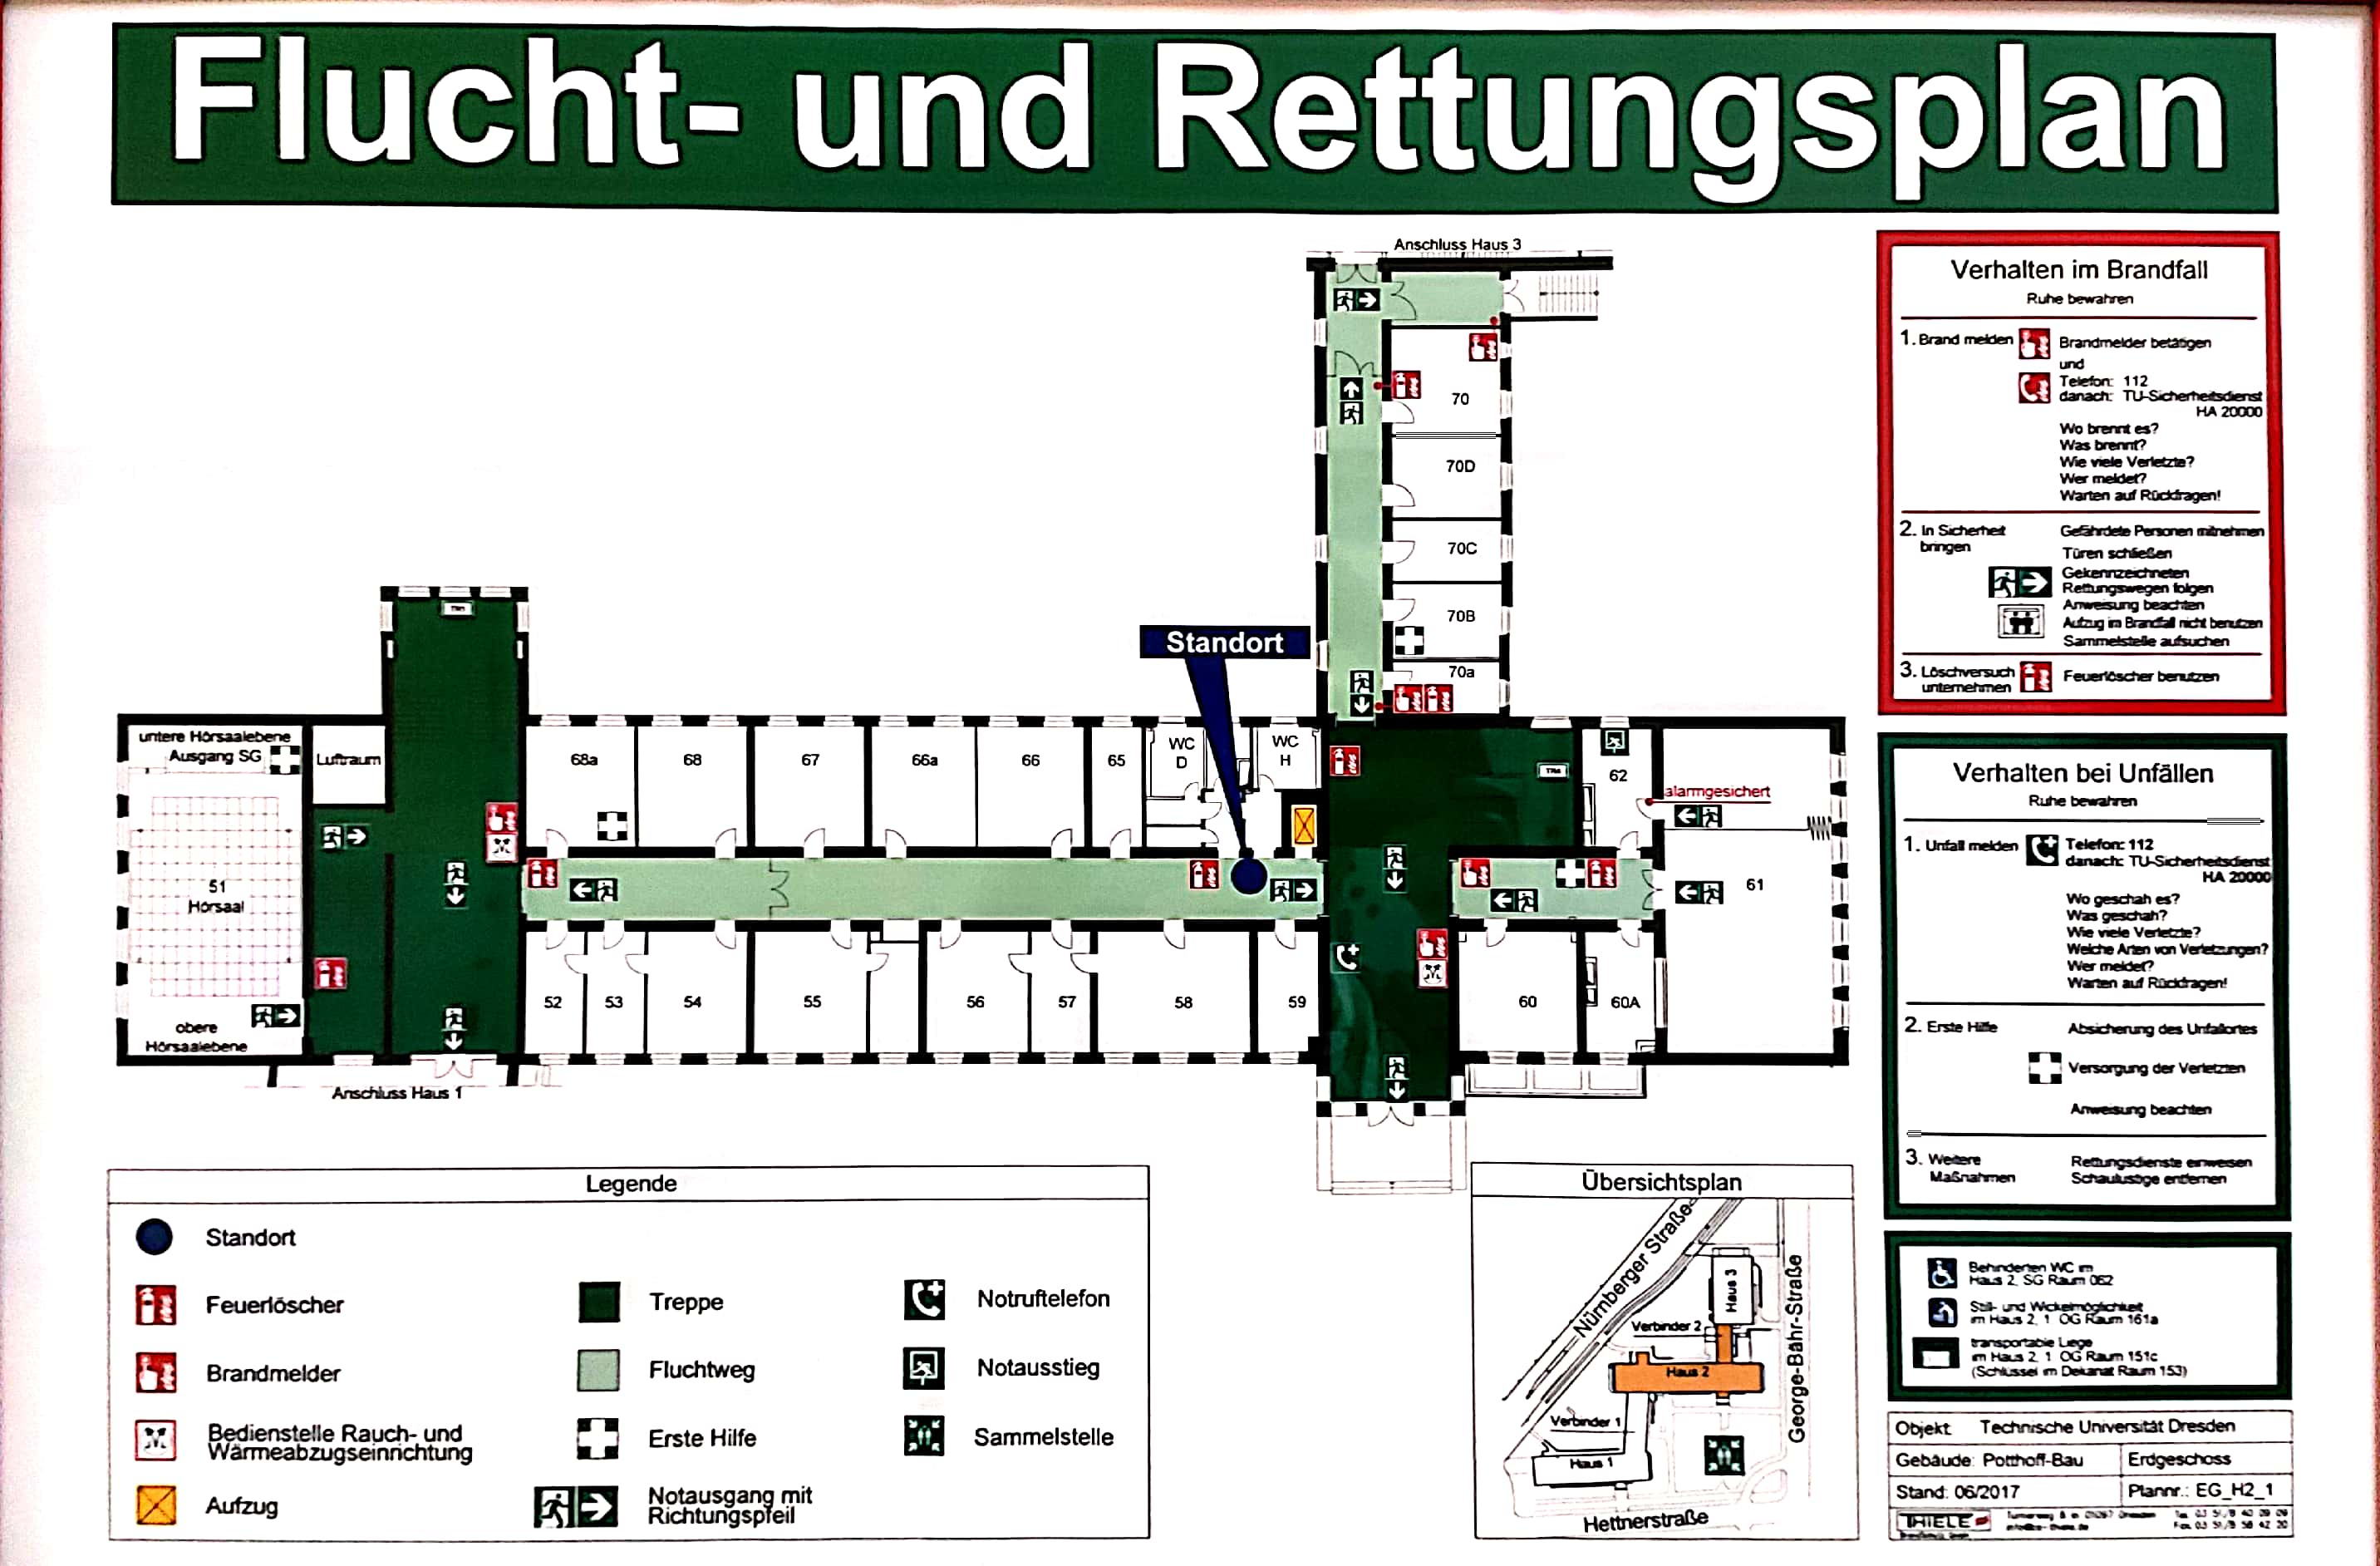 Flucht- und Rettungsplan
Anschluss Haus 3
70
70D
70C
70B
70a
Standort
untere Hörsaalebene
Ausgang SG
Luftraum
51
Hörsaal
obere
Hörsaalebene
Anschluss Haus 1
68a
68
67
66a
66
65
WC
D
WC
H
62
alarmgesichert
61
52
53
54
55
56
57
58
59
60
60A
Legende
Standort
Feuerlöscher
Brandmelder
Bedienstelle Rauch- und
Wärmeabzugseinrichtung
Aufzug
Treppe
Fluchtweg
Erste Hilfe
Notausgang mit
Richtungspfeil
Notruftelefon
Notausstieg
Sammelstelle
Übersichtsplan
Nürnberger Straße
George-Bähr-Straße
Haus 3
Verbinder 2
Haus 2
Verbinder 1
Haus 1
Hettnerstraße
Verhalten im Brandfall
Ruhe bewahren
1. Brand melden Brandmelder betätigen
und
Telefon: 112
danach: TU-Sicherheitsdienst
HA 20000
Wo brennt es?
Was brennt?
Wie viele Verletzte?
Wer meldet?
Warten auf Rückfragen!
2. In Sicherheit Gefährdete Personen mitnehmen
bringen Türen schließen
Gekennzeichneten
Rettungswegen folgen
Anweisung beachten
Aufzug im Brandfall nicht benutzen
Sammelstelle aufsuchen
3. Löschversuch Feuerlöscher benutzen
unternehmen
Verhalten bei Unfällen
Ruhe bewahren
1. Unfall melden Telefon: 112
danach: TU-Sicherheitsdienst
HA 20000
Wo geschah es?
Was geschah?
Wie viele Verletzte?
Welche Arten von Verletzungen?
Wer meldet?
Warten auf Rückfragen!
2. Erste Hilfe Absicherung des Unfallortes
Versorgung der Verletzten
Anweisung beachten
3. Weitere Rettungsdienste einweisen
Maßnahmen Schaulustige entfernen
Behinderten WC im
Haus 2, SG Raum 062
Still- und Wickelmöglichkeit
im Haus 2, 1. OG Raum 161a
transportable Liege
im Haus 2, 1. OG Raum 151c
(Schlüssel im Dekanat Raum 153)
Objekt: Technische Universität Dresden
Gebäude: Potthoff-Bau Erdgeschoss
Stand: 06/2017 Plannr.: EG_H2_1
THIELE